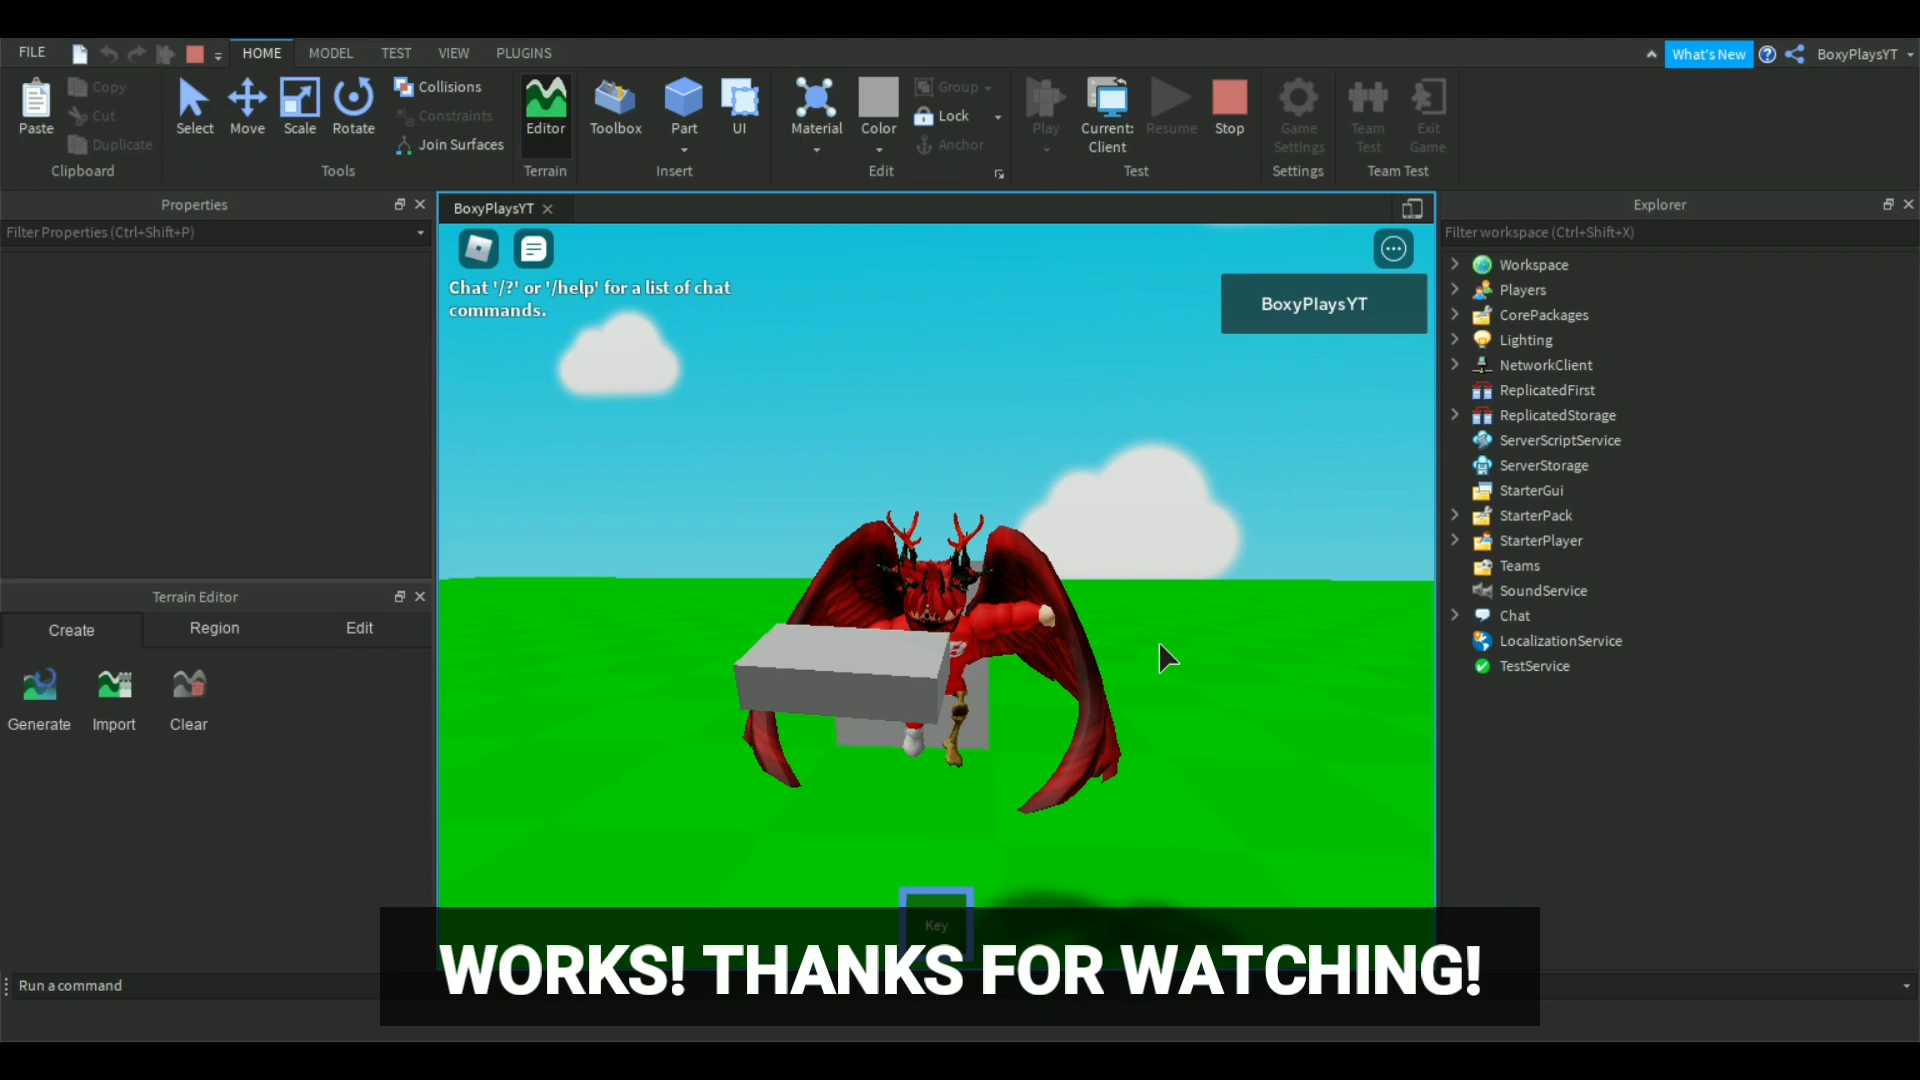 FILE
HOME
MODEL
TEST
VIEW
PLUGINS
What's New
BoxyPlaysYT
Paste
Copy
Cut
Duplicate
Clipboard
Select
Move
Scale
Rotate
Collisions
Constraints
Join Surfaces
Tools
Editor
Terrain
Toolbox
Part
UI
Insert
Material
Color
Group
Lock
Anchor
Edit
Play
Current:
Client
Resume
Stop
Test
Game
Settings
Settings
Team
Test
Exit
Game
Team Test
Properties
Filter Properties (Ctrl+Shift+P)
Terrain Editor
Create
Region
Edit
Generate
Import
Clear
BoxyPlaysYT
Chat '/?' or '/help' for a list of chat
commands.
BoxyPlaysYT
Key
Explorer
Filter workspace (Ctrl+Shift+X)
Workspace
Players
CorePackages
Lighting
NetworkClient
ReplicatedFirst
ReplicatedStorage
ServerScriptService
ServerStorage
StarterGui
StarterPack
StarterPlayer
Teams
SoundService
Chat
LocalizationService
TestService
Run a command
WORKS! THANKS FOR WATCHING!